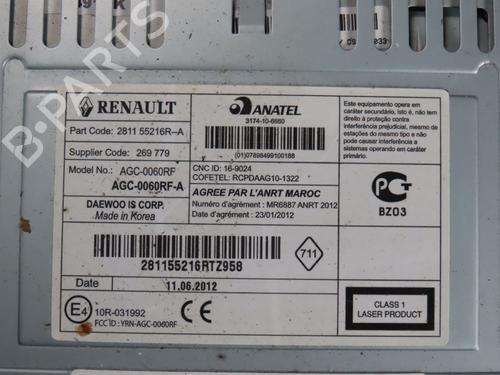 RENAULT
Part Code: 2811 55216R–A
Supplier Code: 269 779
Model No.: AGC-0060RF
AGC-0060RF-A
DAEWOO IS CORP.
Made in Korea
ANATEL
3174-10-6660
(01)07898499100188
CNC ID: 16-9024
COFETEL: RCPDAAG10-1322
AGREE PAR L'ANRT MAROC
Numéro d'agrément : MR6887 ANRT 2012
Date d'agrément : 23/01/2012
Este equipamento opera em
caráter secundário, isto é, não
tem direito a proteção contra
interferência prejudicial, mesmo
de estações do mesmo tipo, e
não pode causar interferência a
sistemas operando em caráter
primário.
PCT
BZ03
281155216RTZ958
711
Date 11.06.2012
E4
10R-031992
FCC ID : YRN-AGC-0060RF
CE
CLASS 1
LASER PRODUCT
B-PARTS